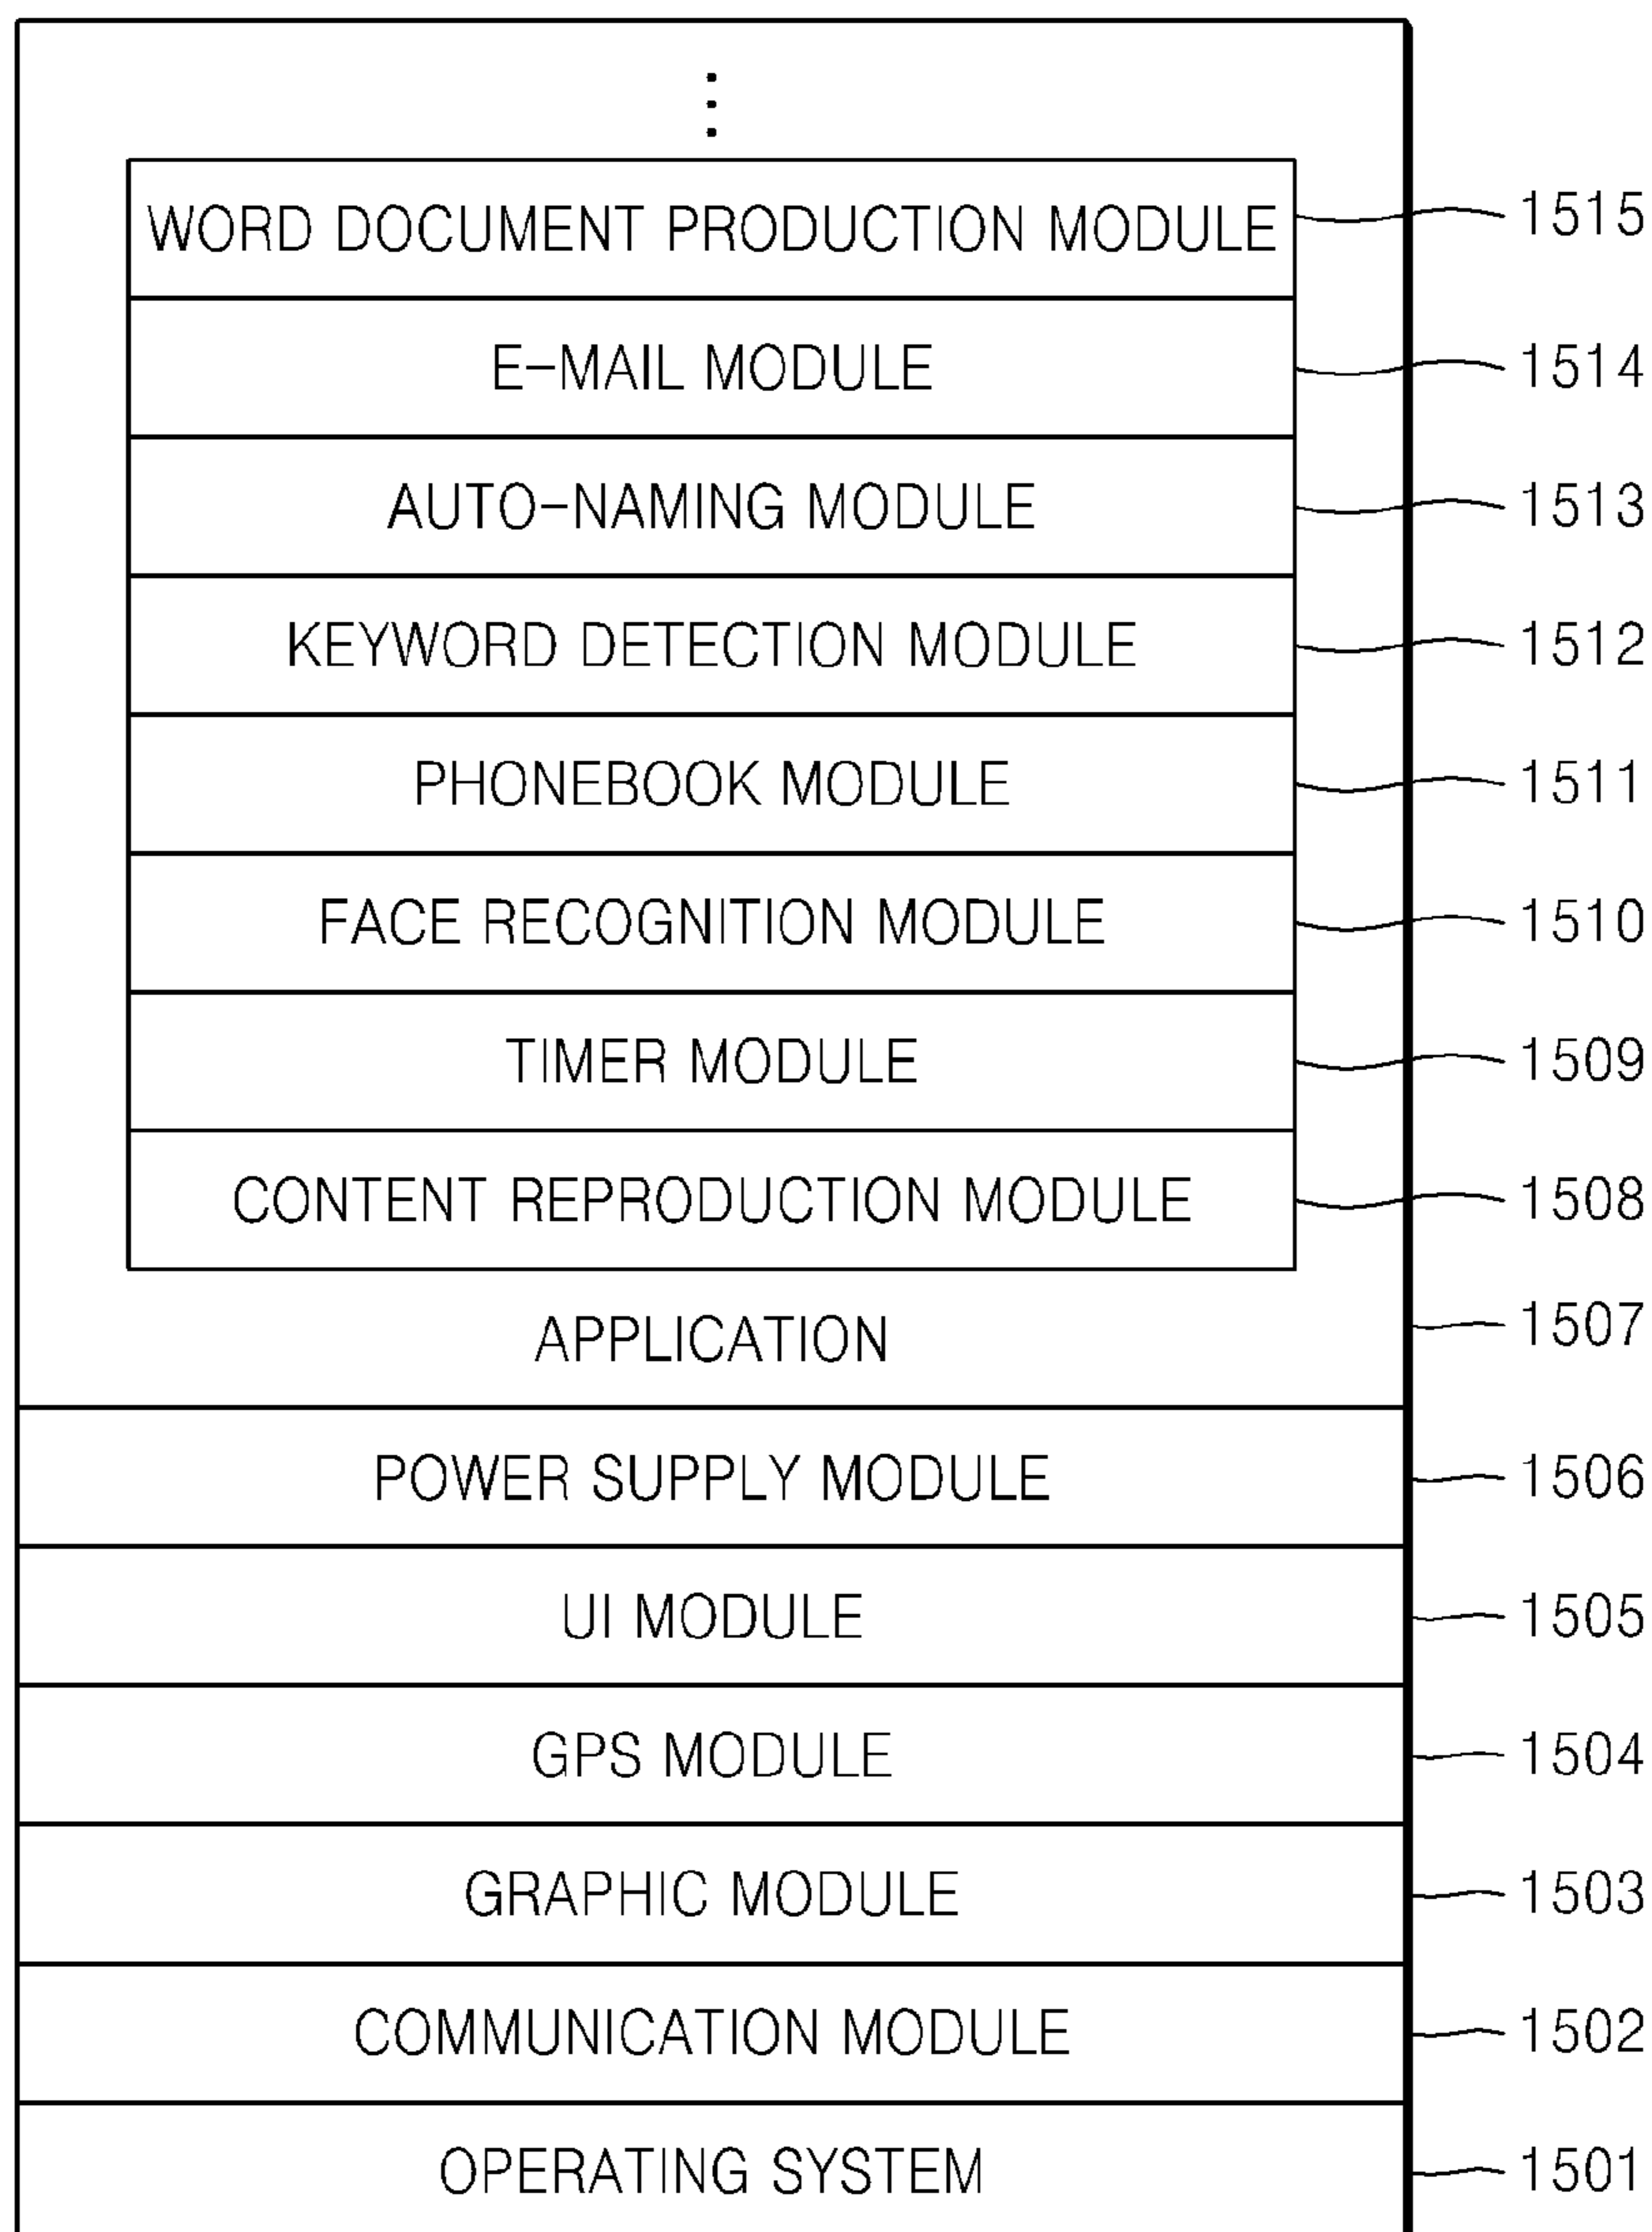 WORD DOCUMENT PRODUCTION MODULE 1515
E-MAIL MODULE 1514
AUTO-NAMING MODULE 1513
KEYWORD DETECTION MODULE 1512
PHONEBOOK MODULE 1511
FACE RECOGNITION MODULE 1510
TIMER MODULE 1509
CONTENT REPRODUCTION MODULE 1508
APPLICATION 1507
POWER SUPPLY MODULE 1506
UI MODULE 1505
GPS MODULE 1504
GRAPHIC MODULE 1503
COMMUNICATION MODULE 1502
OPERATING SYSTEM 1501